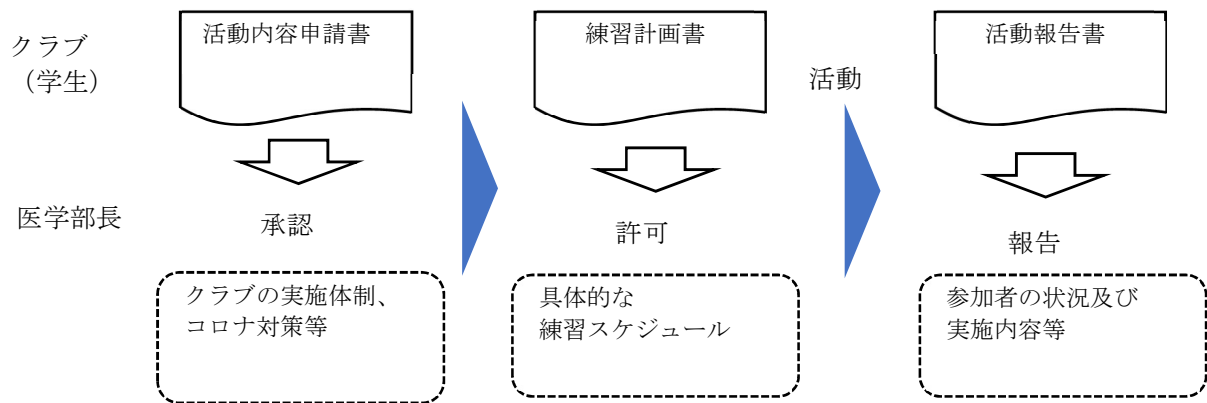 クラブ
（学生）
活動内容申請書
練習計画書
活動
活動報告書
医学部長
承認
許可
報告
クラブの実施体制、
コロナ対策等
具体的な
練習スケジュール
参加者の状況及び
実施内容等